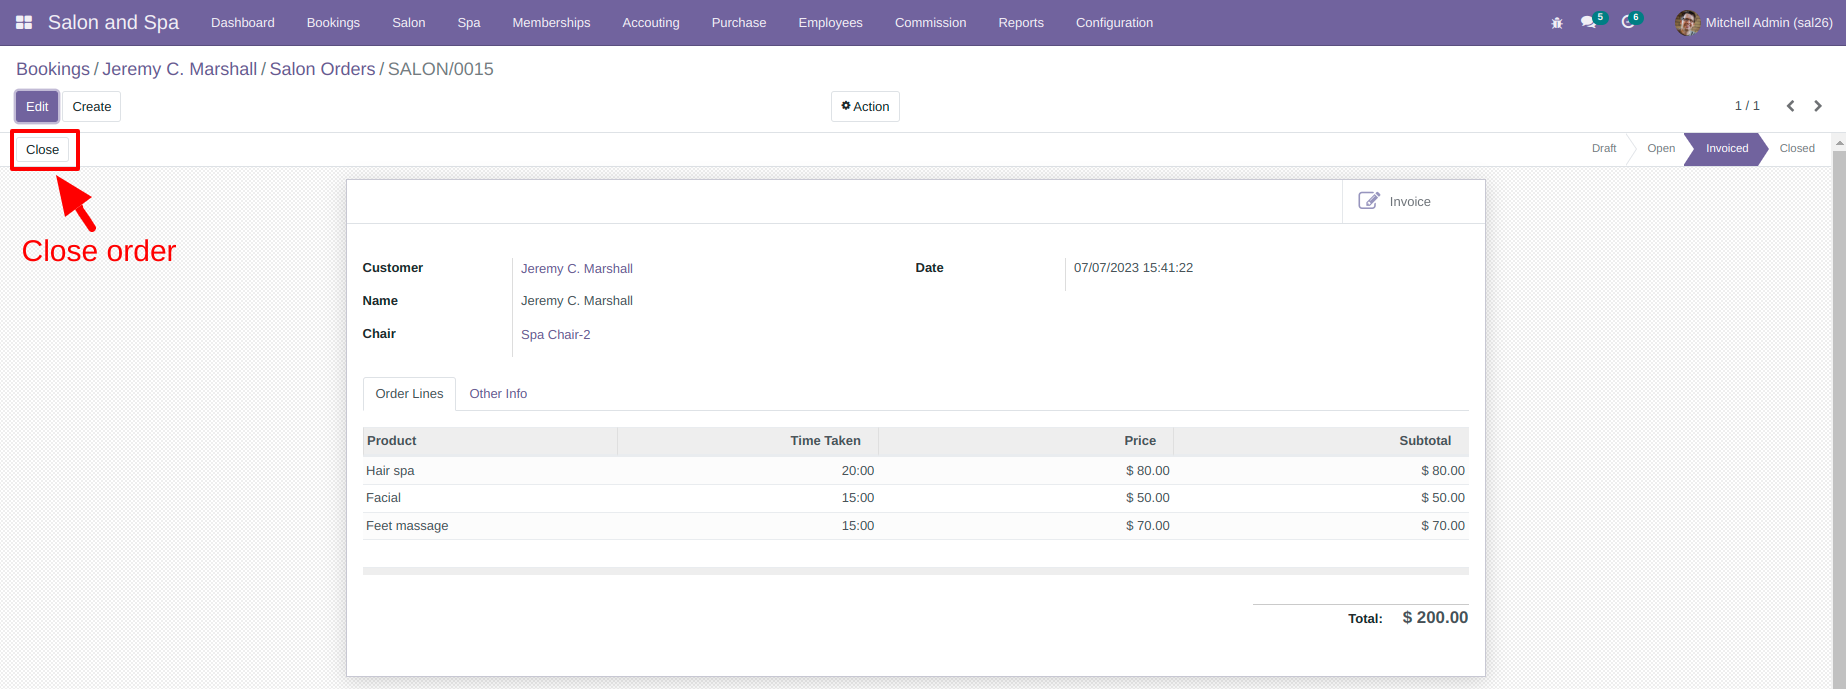 Salon and Spa Dashboard Bookings Salon Spa Memberships Accouting Purchase Employees Commission Reports Configuration 5 6 Mitchell Admin (sal26)
Bookings / Jeremy C. Marshall / Salon Orders / SALON/0015
Edit Create Action 1 / 1
Close Draft Open Invoiced Closed
Invoice
Close order
Customer Jeremy C. Marshall Date 07/07/2023 15:41:22
Name Jeremy C. Marshall
Chair Spa Chair-2
Order Lines Other Info
Product Time Taken Price Subtotal
Hair spa 20:00 $ 80.00 $ 80.00
Facial 15:00 $ 50.00 $ 50.00
Feet massage 15:00 $ 70.00 $ 70.00
Total: $ 200.00